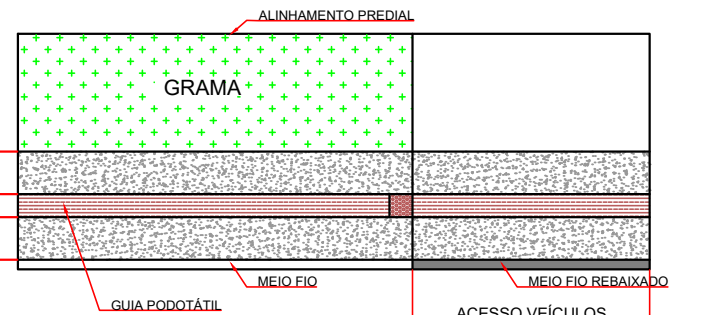 ALINHAMENTO PREDIAL
GRAMA
MEIO FIO
MEIO FIO REBAIXADO
GUIA PODOTÁTIL
ACESSO VEÍCULOS